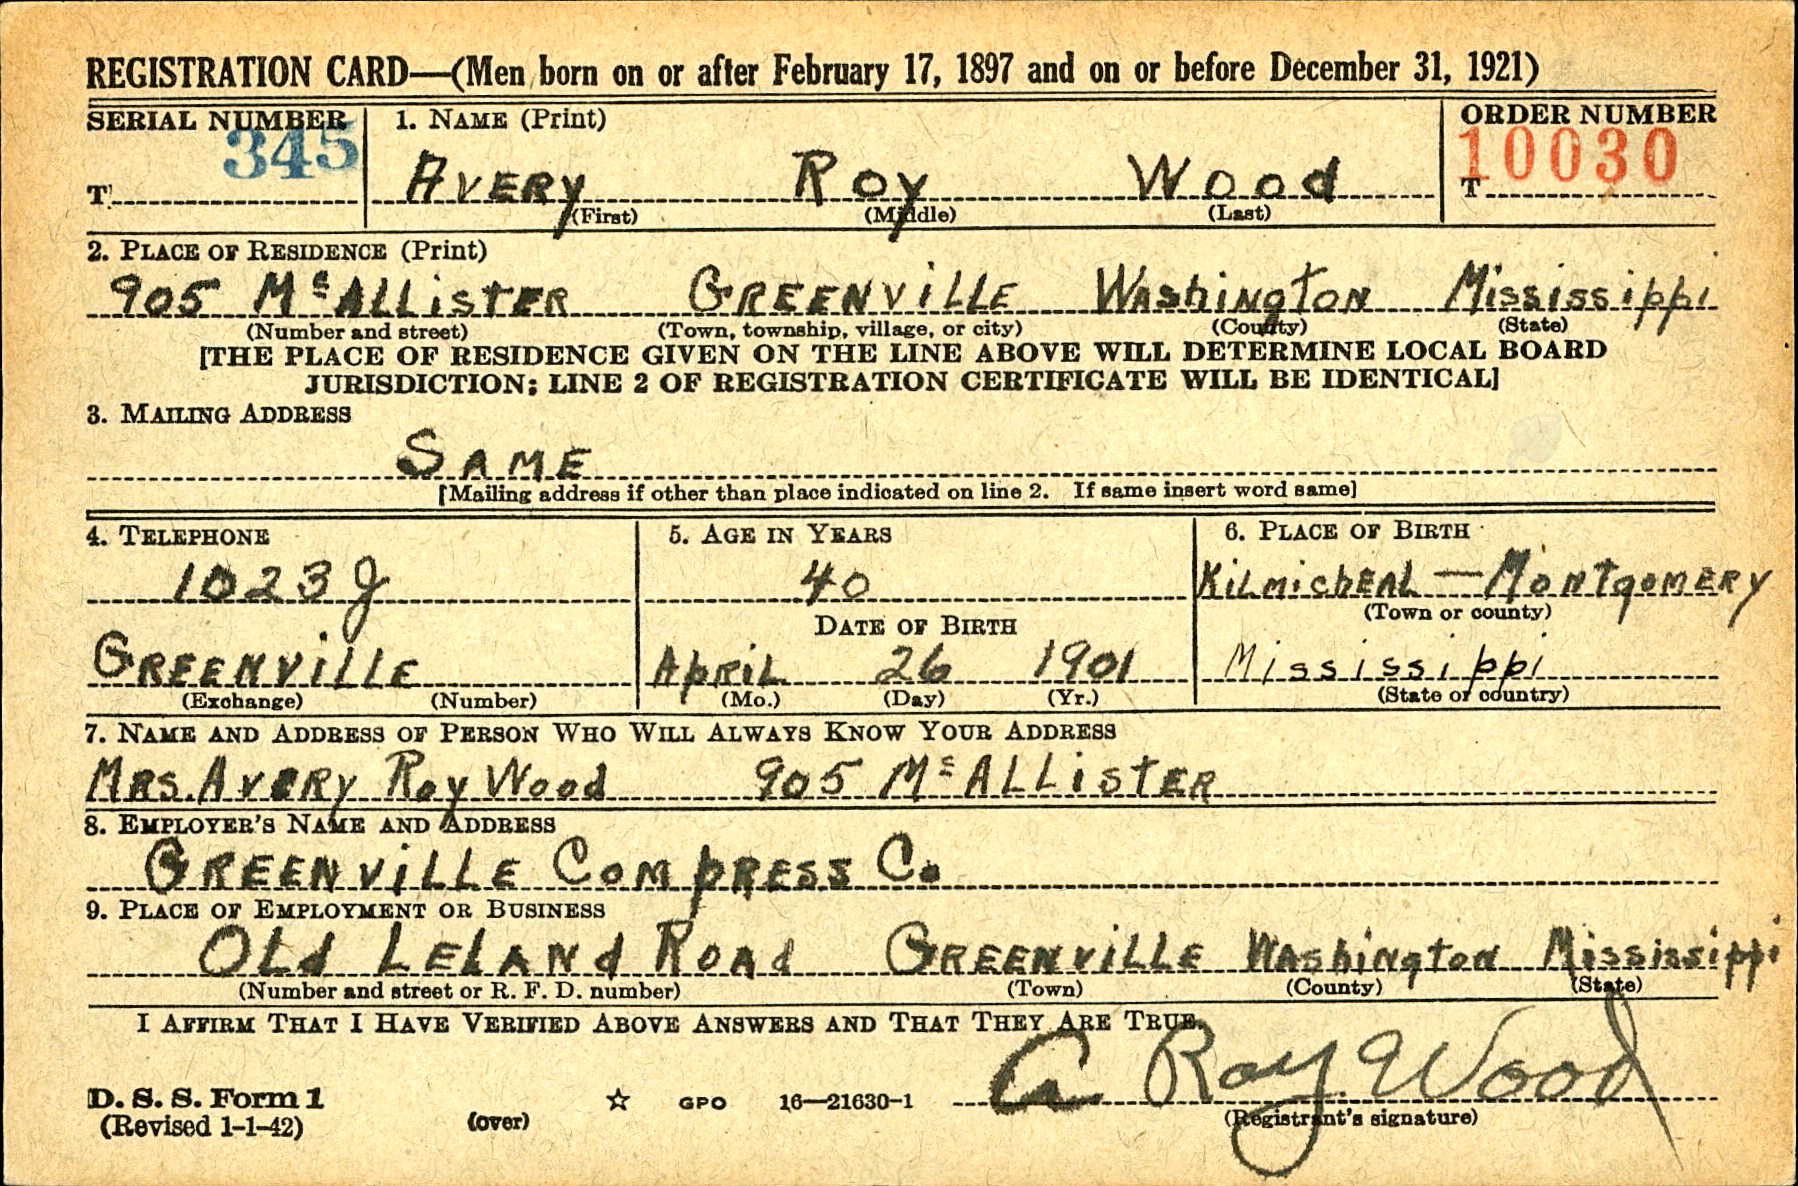 REGISTRATION CARD—(Men born on or after February 17, 1897 and on or before December 31, 1921)
SERIAL NUMBER 1. NAME (Print) ORDER NUMBER
345 10030
T AVERY ROY WOOD T
(First) (Middle) (Last)
2. PLACE OF RESIDENCE (Print)
905 McALLiSTER GREENViLLE WAShiNgToN Mississippi
(Number and street) (Town, township, village, or city) (County) (State)
[THE PLACE OF RESIDENCE GIVEN ON THE LINE ABOVE WILL DETERMINE LOCAL BOARD
JURISDICTION; LINE 2 OF REGISTRATION CERTIFICATE WILL BE IDENTICAL]
3. MAILING ADDRESS
SAME
[Mailing address if other than place indicated on line 2. If same insert word same]
4. TELEPHONE 5. AGE IN YEARS 6. PLACE OF BIRTH
1023 J 40 KiLmichEAL — MoNTgoMERy
(Town or county)
DATE OF BIRTH
GREENViLLE ApRiL 26 1901 Mississippi
(Exchange) (Number) (Mo.) (Day) (Yr.) (State or country)
7. NAME AND ADDRESS OF PERSON WHO WILL ALWAYS KNOW YOUR ADDRESS
MRS. AVERY Roy Wood 905 McALLiSTER
8. EMPLOYER'S NAME AND ADDRESS
GREENViLLE COMpRESS Co
9. PLACE OF EMPLOYMENT OR BUSINESS
OLd LELANd ROAd GREENViLLE WAShiNgtoN Mississippi
(Number and street or R. F. D. number) (Town) (County) (State)
I AFFIRM THAT I HAVE VERIFIED ABOVE ANSWERS AND THAT THEY ARE TRUE.
A Roy Wood
D. S. S. Form 1 ☆ GPO 16—21630-1
(Revised 1-1-42) (over) (Registrant's signature)